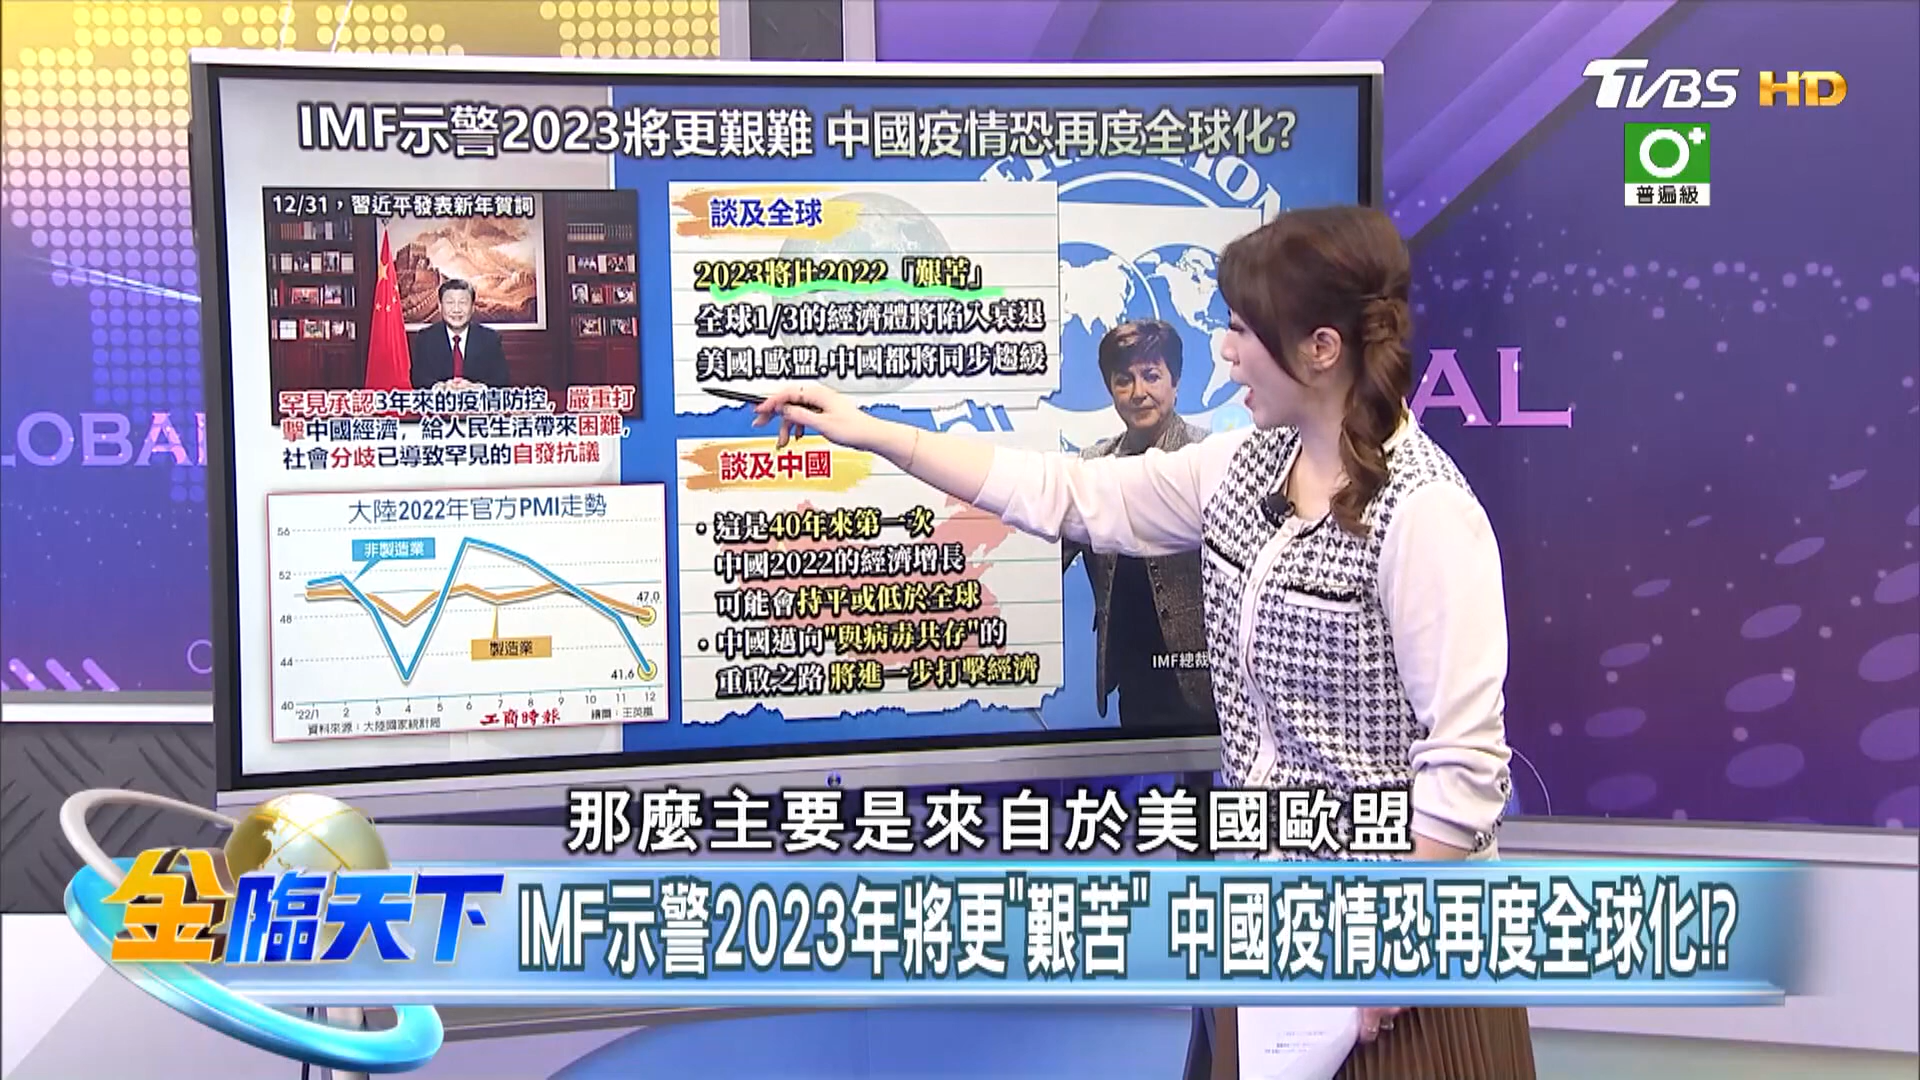 TVBS HD
普遍級
IMF示警2023將更艱難 中國疫情恐再度全球化?
12/31，習近平發表新年賀詞
罕見承認3年來的疫情防控，嚴重打
擊中國經濟，給人民生活帶來困難，
社會分歧已導致罕見的自發抗議
大陸2022年官方PMI走勢
56
52
48
44
40
非製造業
製造業
47.0
41.6
'22/1 2 3 4 5 6 7 8 9 10 11 12
資料來源：大陸國家統計局
工商時報
繪圖：王英嵐
談及全球
2023將比2022「艱苦」
全球1/3的經濟體將陷入衰退
美國.歐盟.中國都將同步趨緩
談及中國
·這是40年來第一次
中國2022的經濟增長
可能會持平或低於全球
·中國邁向"與病毒共存"的
重啟之路 將進一步打擊經濟
IMF總裁
LOBA
AL
那麼主要是來自於美國歐盟
金臨天下
IMF示警2023年將更"艱苦" 中國疫情恐再度全球化!?